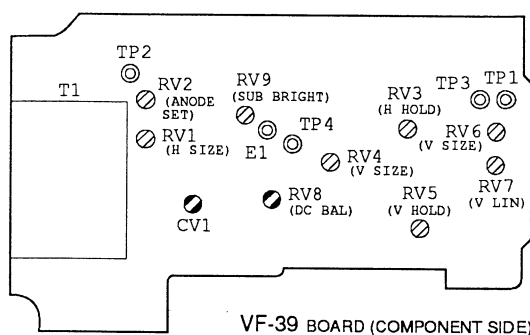 TP2
T1
RV2
(ANODE
SET)
RV1
(H SIZE)
RV9
(SUB BRIGHT)
E1
TP4
RV4
(V SIZE)
RV3
(H HOLD)
TP3
TP1
RV6
(V SIZE)
RV7
(V LIN)
RV5
(V HOLD)
RV8
(DC BAL)
CV1
VF-39 BOARD (COMPONENT SIDE)